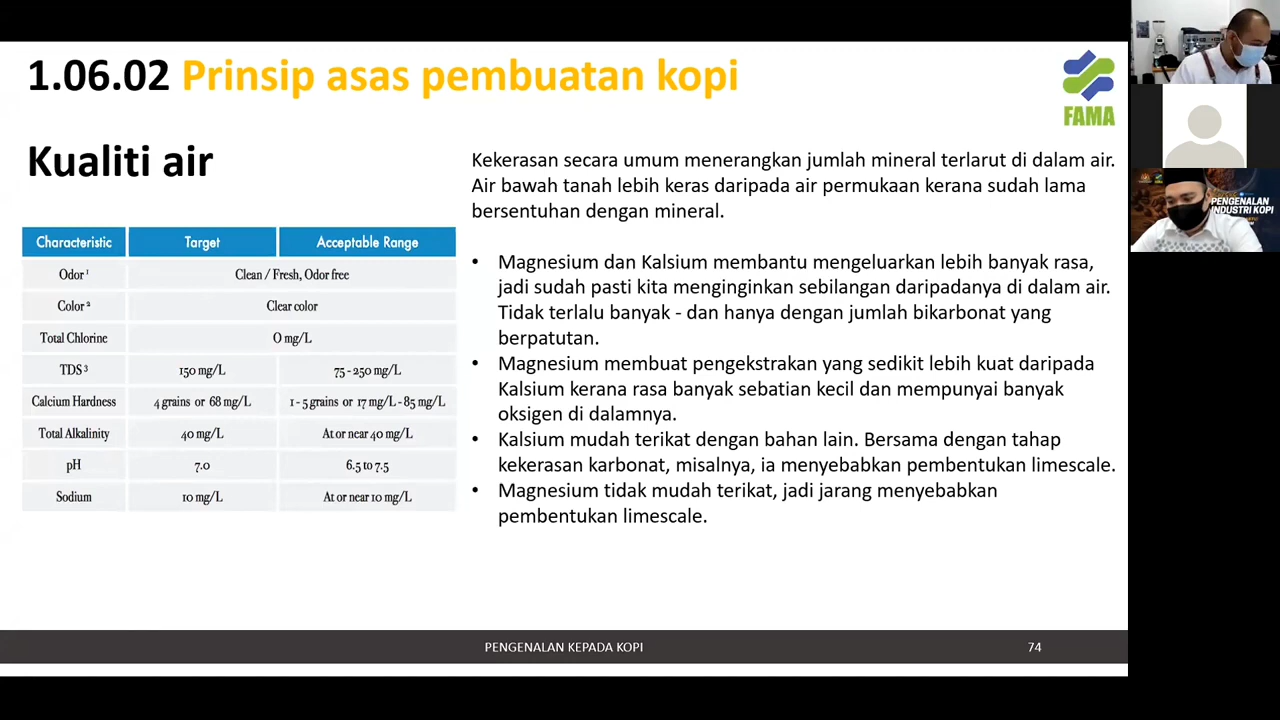 1.06.02 Prinsip asas pembuatan kopi
FAMA
Kualiti air
Characteristic Target Acceptable Range
Odor ¹ Clean / Fresh, Odor free
Color ² Clear color
Total Chlorine 0 mg/L
TDS ³ 150 mg/L 75 - 250 mg/L
Calcium Hardness 4 grains or 68 mg/L 1 - 5 grains or 17 mg/L - 85 mg/L
Total Alkalinity 40 mg/L At or near 40 mg/L
pH 7.0 6.5 to 7.5
Sodium 10 mg/L At or near 10 mg/L
Kekerasan secara umum menerangkan jumlah mineral terlarut di dalam air.
Air bawah tanah lebih keras daripada air permukaan kerana sudah lama
bersentuhan dengan mineral.
• Magnesium dan Kalsium membantu mengeluarkan lebih banyak rasa,
jadi sudah pasti kita menginginkan sebilangan daripadanya di dalam air.
Tidak terlalu banyak - dan hanya dengan jumlah bikarbonat yang
berpatutan.
• Magnesium membuat pengekstrakan yang sedikit lebih kuat daripada
Kalsium kerana rasa banyak sebatian kecil dan mempunyai banyak
oksigen di dalamnya.
• Kalsium mudah terikat dengan bahan lain. Bersama dengan tahap
kekerasan karbonat, misalnya, ia menyebabkan pembentukan limescale.
• Magnesium tidak mudah terikat, jadi jarang menyebabkan
pembentukan limescale.
PENGENALAN KEPADA KOPI
74
PENGENALAN
INDUSTRI KOPI